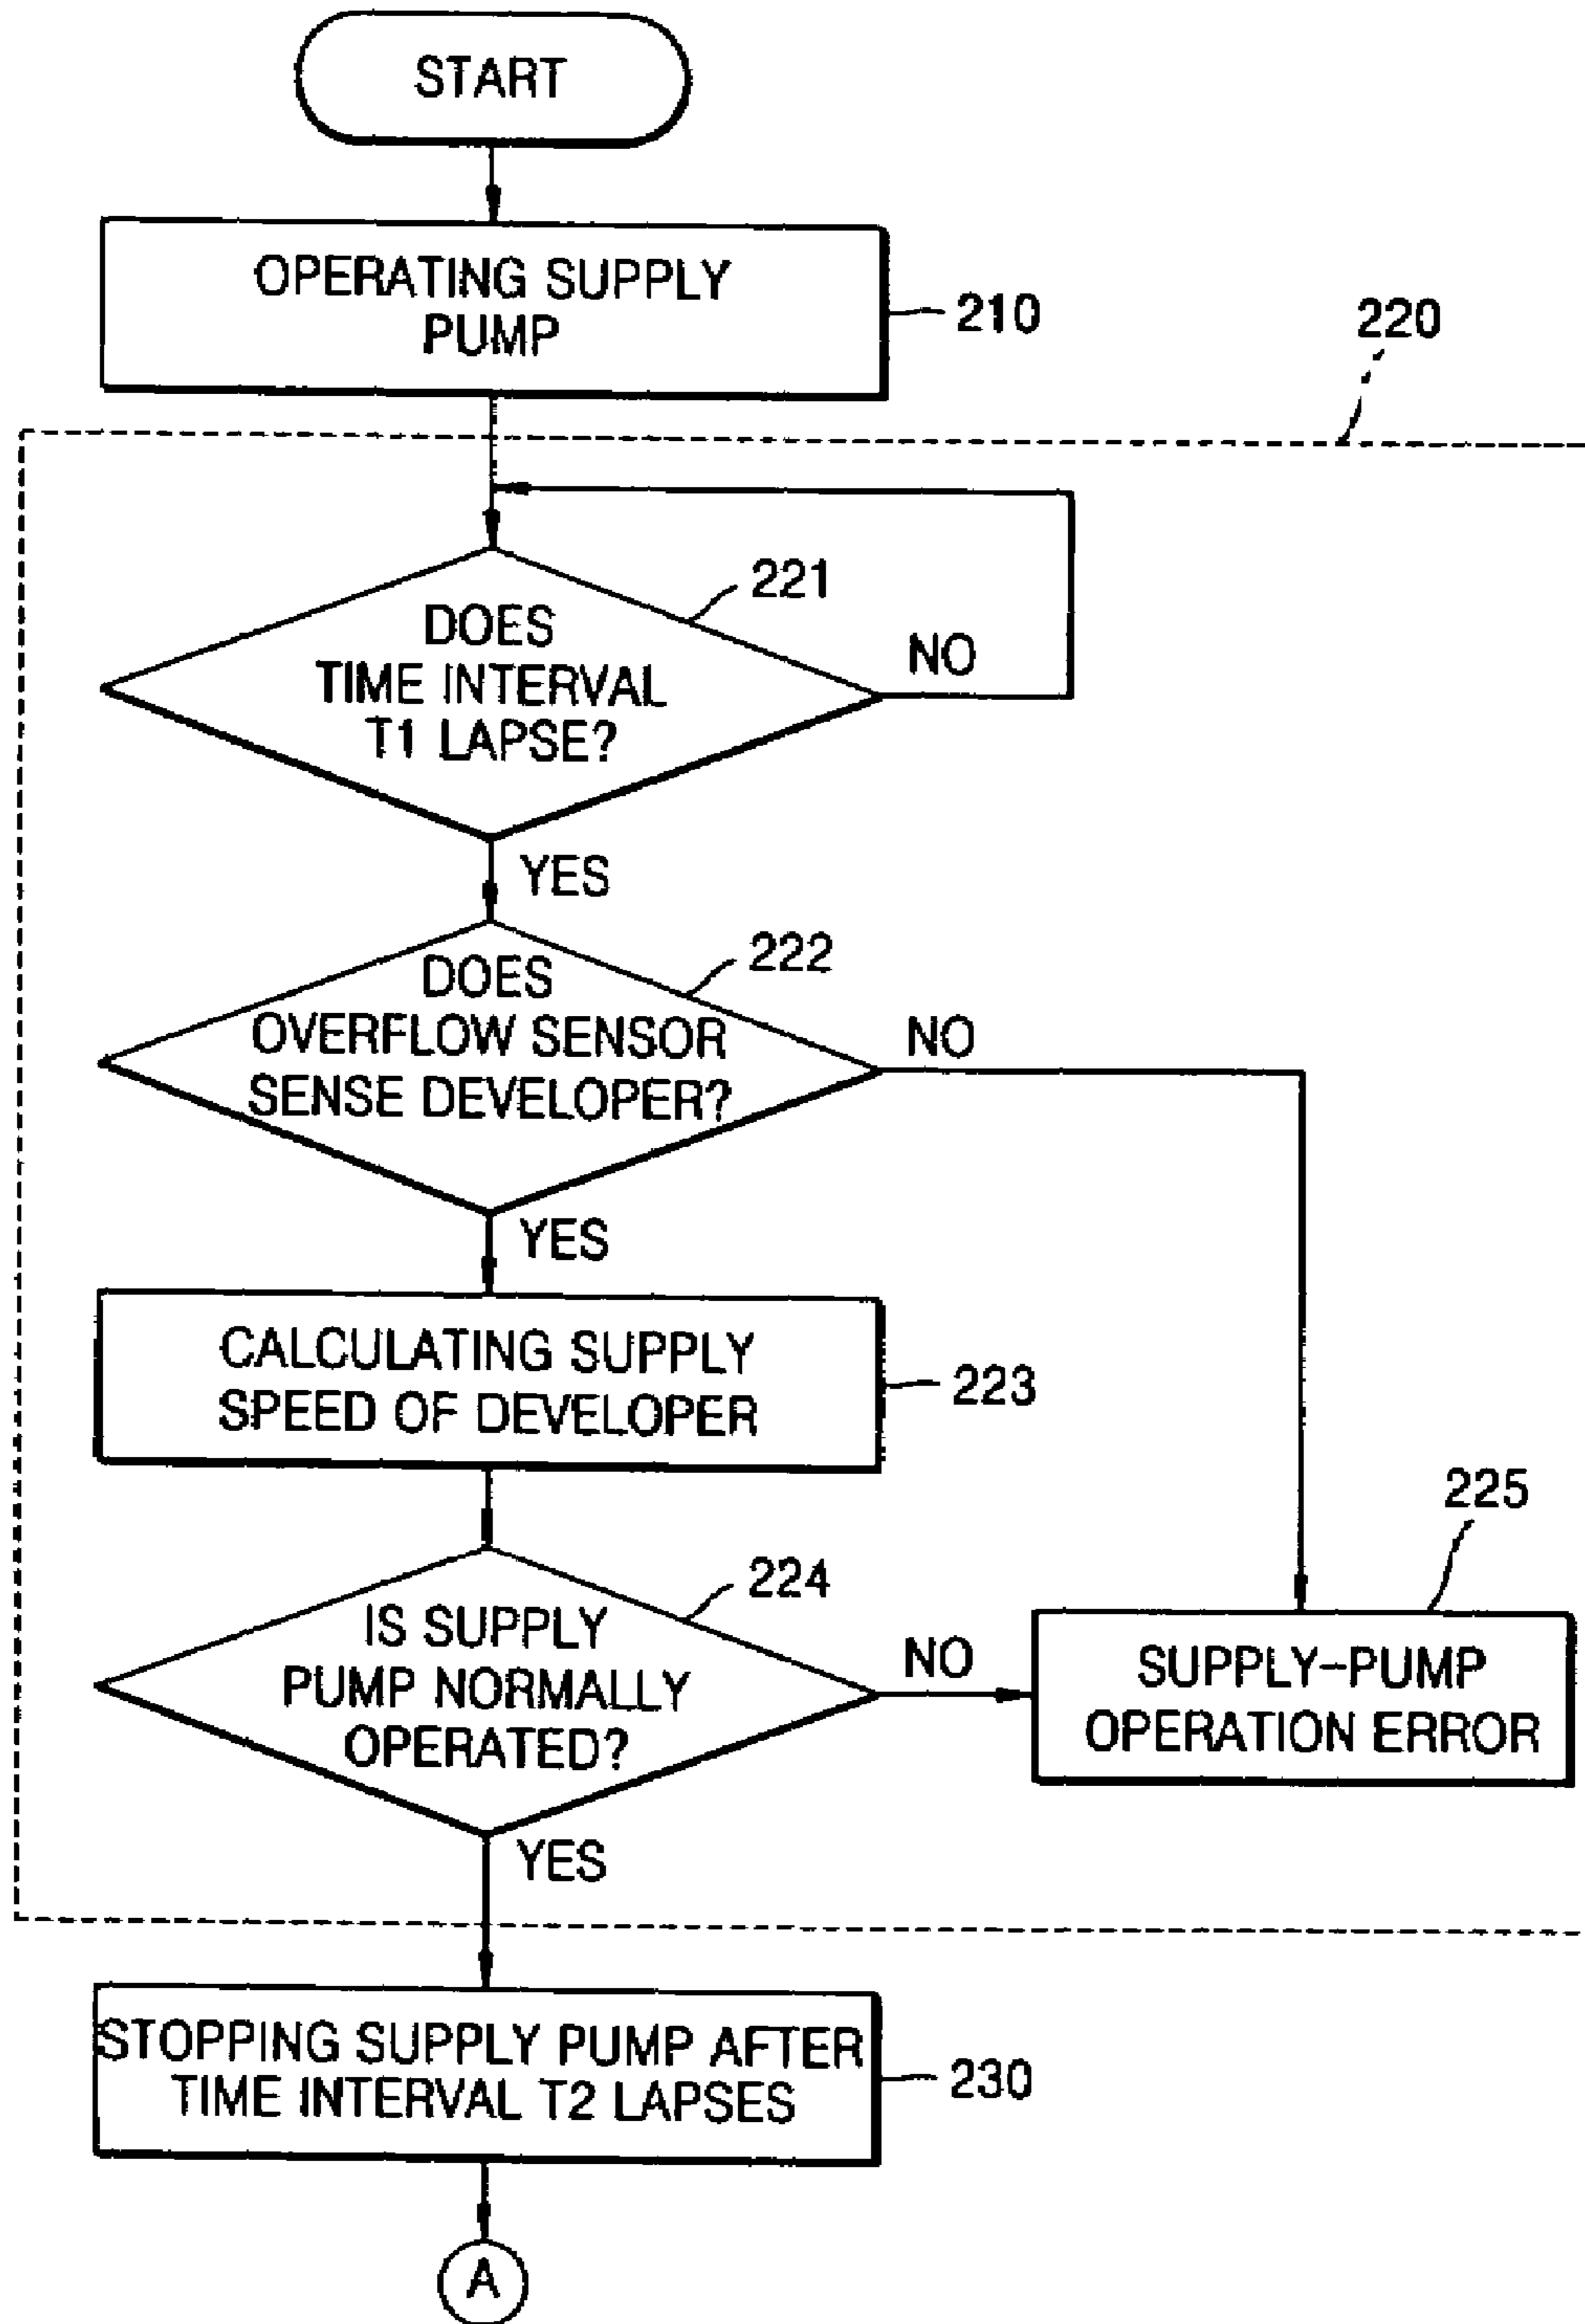 START
OPERATING SUPPLY
PUMP
210
220
221
DOES
TIME INTERVAL
T1 LAPSE?
NO
YES
222
DOES
OVERFLOW SENSOR
SENSE DEVELOPER?
NO
YES
CALCULATING SUPPLY
SPEED OF DEVELOPER
223
224
IS SUPPLY
PUMP NORMALLY
OPERATED?
NO
225
SUPPLY-PUMP
OPERATION ERROR
YES
STOPPING SUPPLY PUMP AFTER
TIME INTERVAL T2 LAPSES
230
A